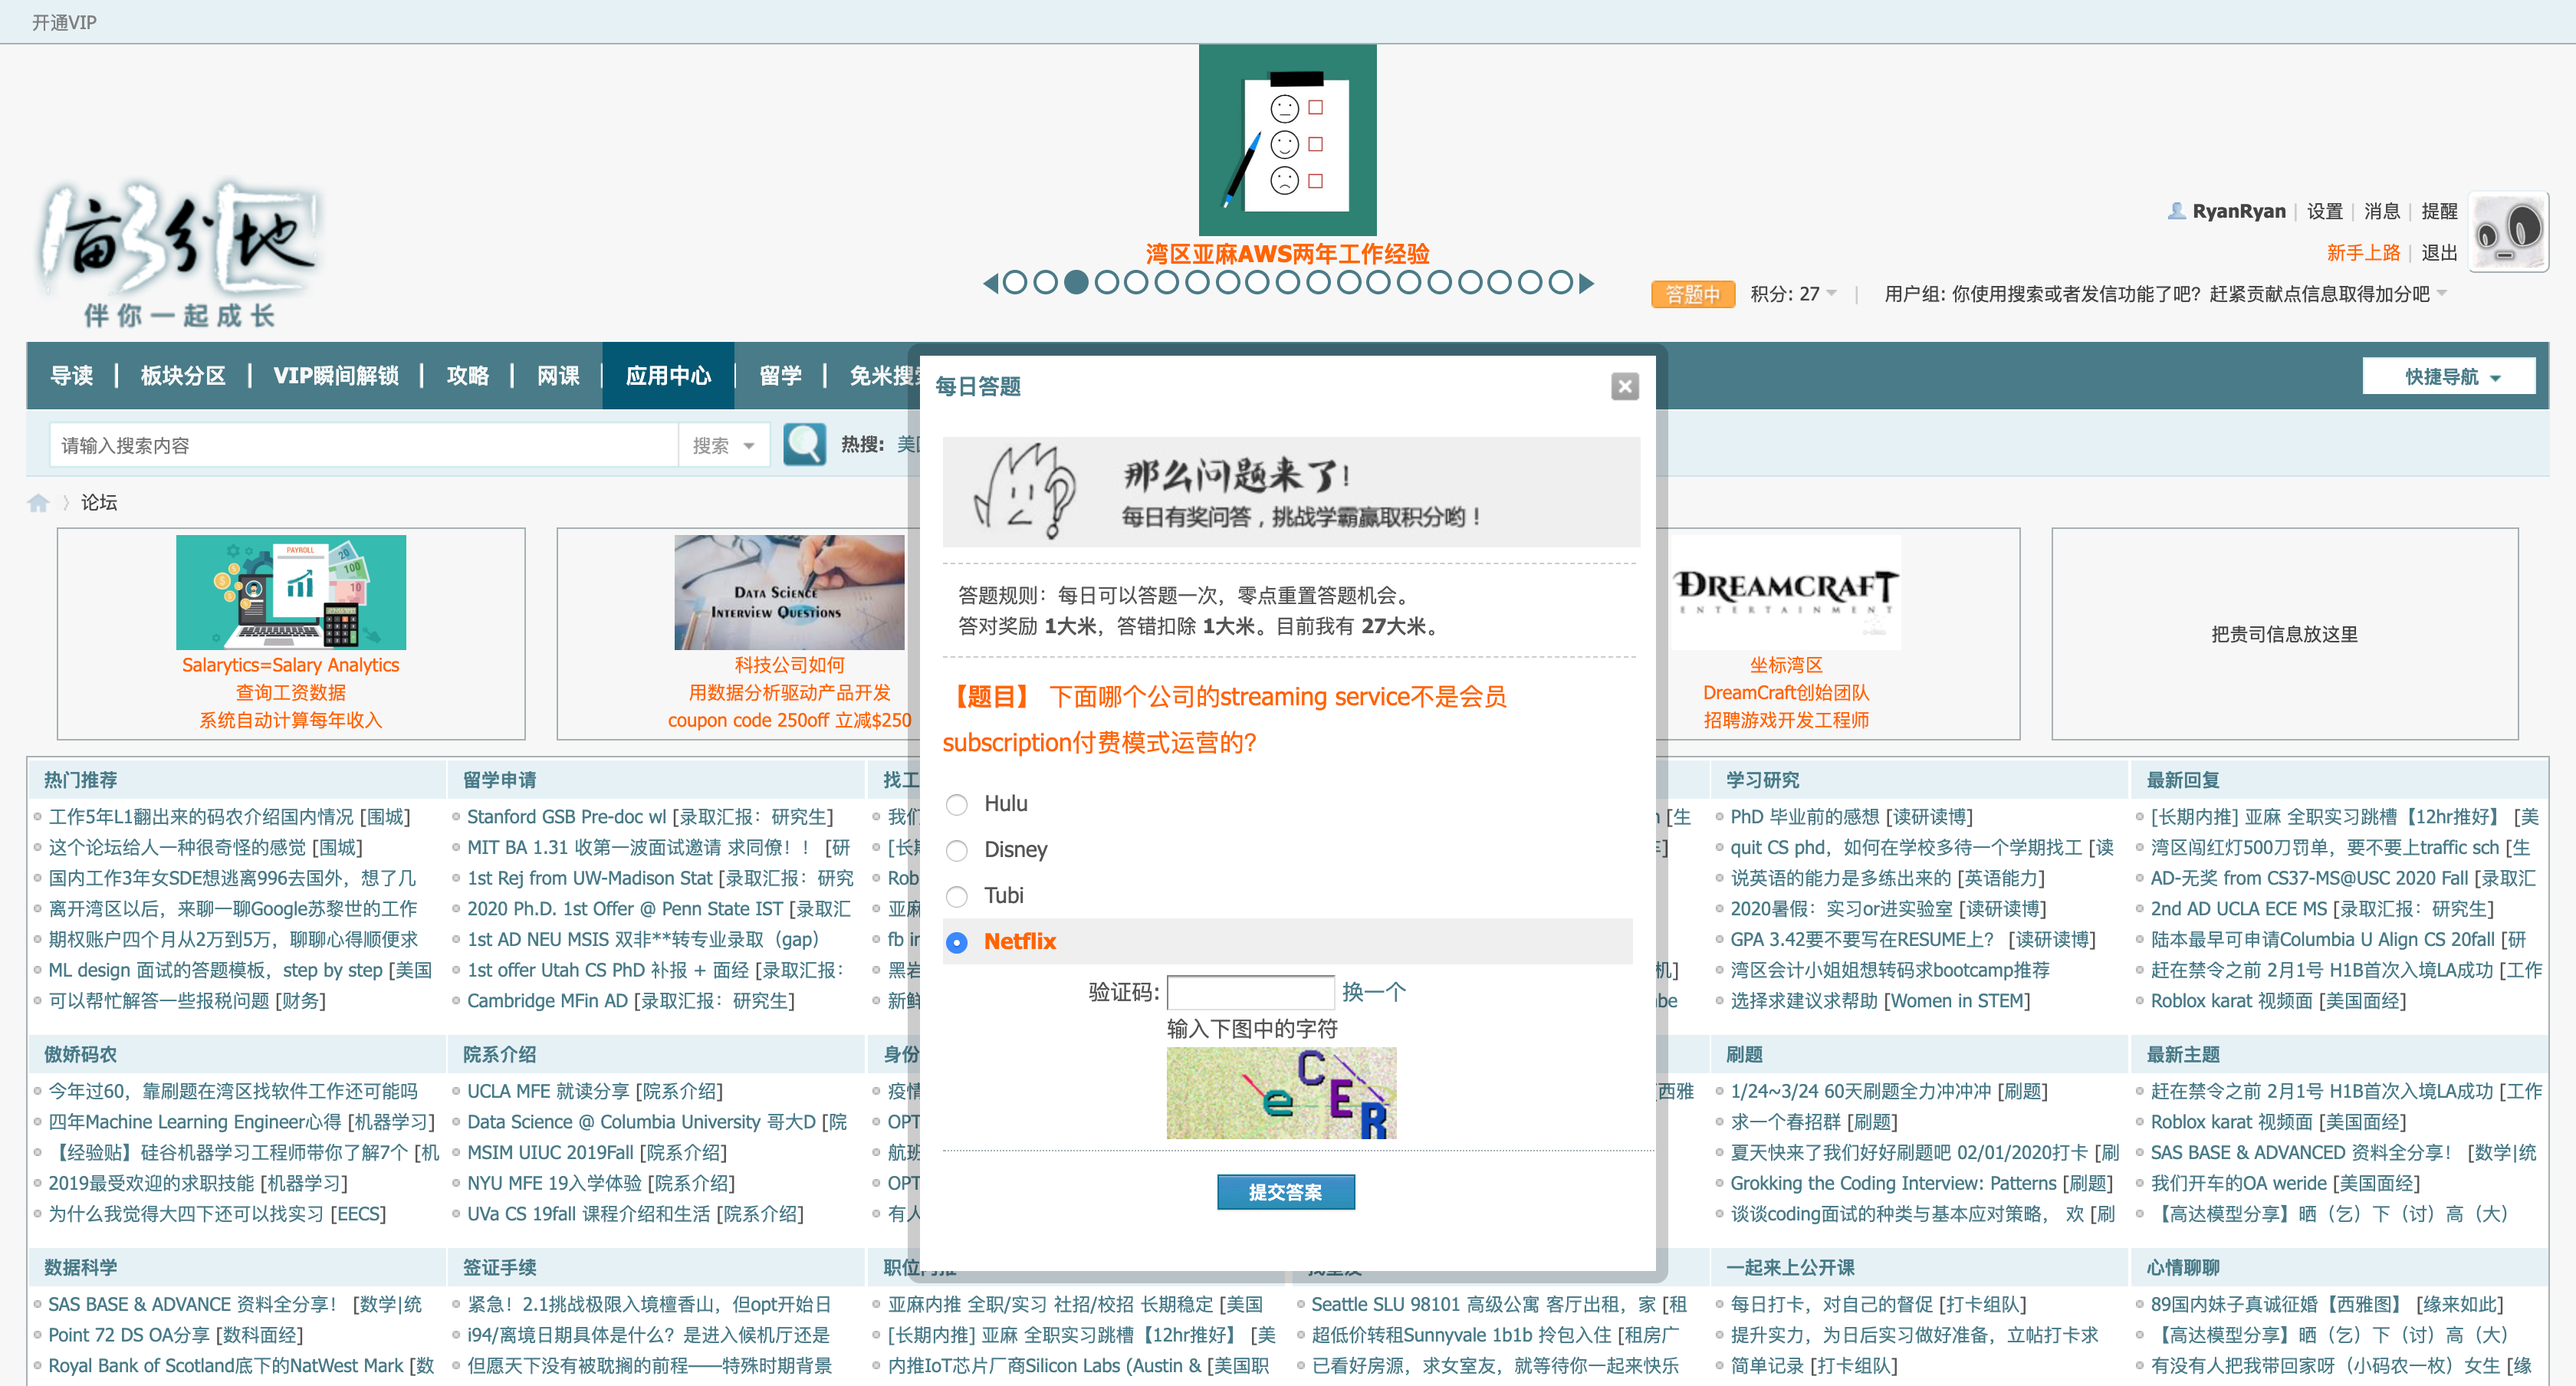 开通VIP
湾区亚麻AWS两年工作经验
伴你一起成长
RyanRyan 设置 消息 提醒
新手上路 退出
答题中 积分: 27 用户组: 你使用搜索或者发信功能了吧？赶紧贡献点信息取得加分吧
导读 板块分区 VIP瞬间解锁 攻略 网课 应用中心 留学 免米搜
快捷导航
请输入搜索内容 搜索 热搜:
论坛
PAYROLL
Salarytics=Salary Analytics
查询工资数据
系统自动计算每年收入
DATA SCIENCE
INTERVIEW QUESTIONS
科技公司如何
用数据分析驱动产品开发
coupon code 250off 立减$250
DREAMCRAFT
ENTERTAINMENT
坐标湾区
DreamCraft创始团队
招聘游戏开发工程师
把贵司信息放这里
每日答题
那么问题来了!
每日有奖问答，挑战学霸赢取积分哟！
答题规则：每日可以答题一次，零点重置答题机会。
答对奖励 1大米，答错扣除 1大米。目前我有 27大米。
【题目】 下面哪个公司的streaming service不是会员
subscription付费模式运营的?
Hulu
Disney
Tubi
Netflix
验证码: 换一个
输入下图中的字符
eCER
提交答案
热门推荐
工作5年L1翻出来的码农介绍国内情况 [围城]
这个论坛给人一种很奇怪的感觉 [围城]
国内工作3年女SDE想逃离996去国外，想了几
离开湾区以后，来聊一聊Google苏黎世的工作
期权账户四个月从2万到5万，聊聊心得顺便求
ML design 面试的答题模板，step by step [美国
可以帮忙解答一些报税问题 [财务]
留学申请
Stanford GSB Pre-doc wl [录取汇报：研究生]
MIT BA 1.31 收第一波面试邀请 求同僚！！ [研
1st Rej from UW-Madison Stat [录取汇报：研究
2020 Ph.D. 1st Offer @ Penn State IST [录取汇
1st AD NEU MSIS 双非**转专业录取（gap）
1st offer Utah CS PhD 补报 + 面经 [录取汇报：
Cambridge MFin AD [录取汇报：研究生]
找工
我们
[长
Rob
亚麻
fb in
黑岩
新鲜
学习研究
PhD 毕业前的感想 [读研读博]
quit CS phd，如何在学校多待一个学期找工 [读
说英语的能力是多练出来的 [英语能力]
2020暑假：实习or进实验室 [读研读博]
GPA 3.42要不要写在RESUME上？ [读研读博]
湾区会计小姐姐想转码求bootcamp推荐
选择求建议求帮助 [Women in STEM]
最新回复
[长期内推] 亚麻 全职实习跳槽【12hr推好】 [美
湾区闯红灯500刀罚单，要不要上traffic sch [生
AD-无奖 from CS37-MS@USC 2020 Fall [录取汇
2nd AD UCLA ECE MS [录取汇报：研究生]
陆本最早可申请Columbia U Align CS 20fall [研
赶在禁令之前 2月1号 H1B首次入境LA成功 [工作
Roblox karat 视频面 [美国面经]
傲娇码农
今年过60，靠刷题在湾区找软件工作还可能吗
四年Machine Learning Engineer心得 [机器学习]
【经验贴】硅谷机器学习工程师带你了解7个 [机
2019最受欢迎的求职技能 [机器学习]
为什么我觉得大四下还可以找实习 [EECS]
院系介绍
UCLA MFE 就读分享 [院系介绍]
Data Science @ Columbia University 哥大D [院
MSIM UIUC 2019Fall [院系介绍]
NYU MFE 19入学体验 [院系介绍]
UVa CS 19fall 课程介绍和生活 [院系介绍]
身份
疫情
OPT
航班
OPT
有人
刷题
1/24~3/24 60天刷题全力冲冲冲 [刷题]
求一个春招群 [刷题]
夏天快来了我们好好刷题吧 02/01/2020打卡 [刷
Grokking the Coding Interview: Patterns [刷题]
谈谈coding面试的种类与基本应对策略， 欢 [刷
最新主题
赶在禁令之前 2月1号 H1B首次入境LA成功 [工作
Roblox karat 视频面 [美国面经]
SAS BASE & ADVANCED 资料全分享！ [数学|统
我们开车的OA weride [美国面经]
【高达模型分享】晒（乞）下（讨）高（大）
数据科学
SAS BASE & ADVANCE 资料全分享！ [数学|统
Point 72 DS OA分享 [数科面经]
Royal Bank of Scotland底下的NatWest Mark [数
签证手续
紧急！2.1挑战极限入境檀香山，但opt开始日
i94/离境日期具体是什么？是进入候机厅还是
但愿天下没有被耽搁的前程——特殊时期背景
职位内推
亚麻内推 全职/实习 社招/校招 长期稳定 [美国
[长期内推] 亚麻 全职实习跳槽【12hr推好】 [美
内推IoT芯片厂商Silicon Labs (Austin & [美国职
Seattle SLU 98101 高级公寓 客厅出租，家 [租
超低价转租Sunnyvale 1b1b 拎包入住 [租房广
已看好房源，求女室友，就等待你一起来快乐
一起来上公开课
每日打卡，对自己的督促 [打卡组队]
提升实力，为日后实习做好准备，立帖打卡求
简单记录 [打卡组队]
心情聊聊
89国内妹子真诚征婚【西雅图】 [缘来如此]
【高达模型分享】晒（乞）下（讨）高（大）
有没有人把我带回家呀（小码农一枚）女生 [缘